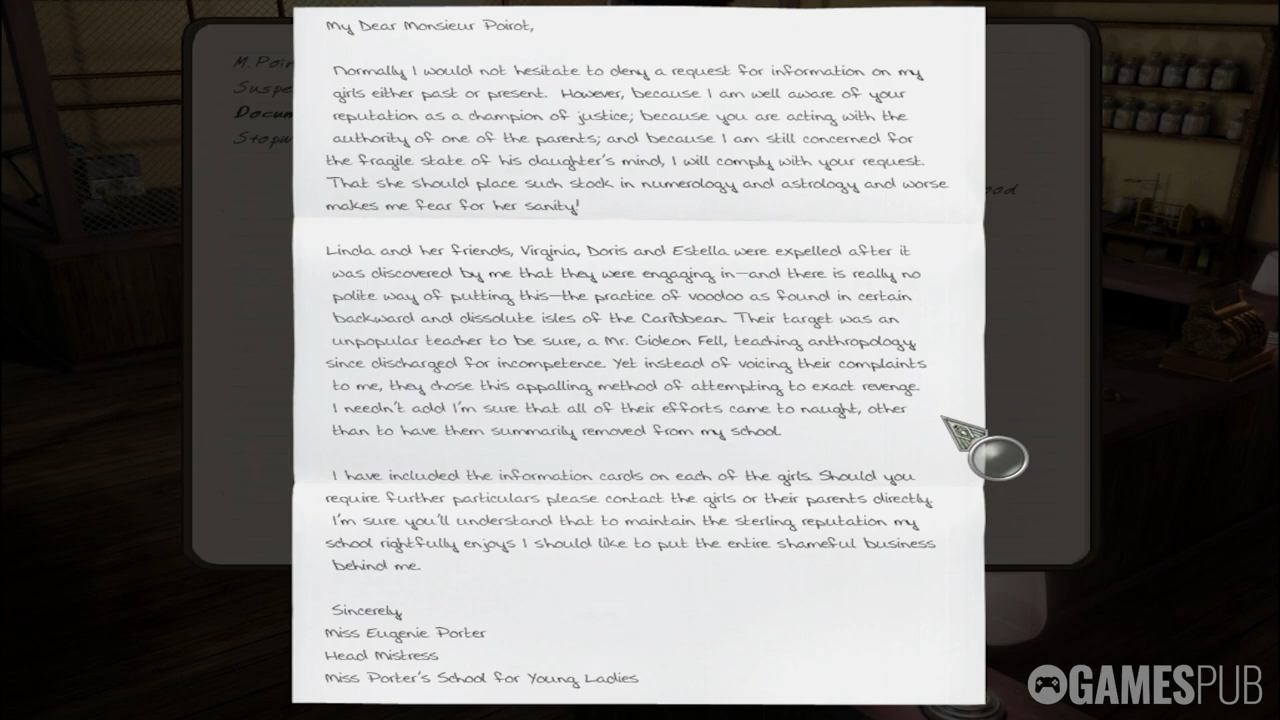 My Dear Monsieur Poirot,
Normally I would not hesitate to deny a request for information on my
girls either past or present. However, because I am well aware of your
reputation as a champion of justice; because you are acting with the
authority of one of the parents; and because I am still concerned for
the fragile state of his daughter's mind, I will comply with your request.
That she should place such stock in numerology and astrology and worse
makes me fear for her sanity!
Linda and her friends, Virginia, Doris and Estella were expelled after it
was discovered by me that they were engaging in—and there is really no
polite way of putting this—the practice of voodoo as found in certain
backward and dissolute isles of the Caribbean. Their target was an
unpopular teacher to be sure, a Mr. Gideon Fell, teaching anthropology
since discharged for incompetence. Yet instead of voicing their complaints
to me, they chose this appalling method of attempting to exact revenge.
I needn't add I'm sure that all of their efforts came to naught, other
than to have them summarily removed from my school.
I have included the information cards on each of the girls. Should you
require further particulars please contact the girls or their parents directly.
I'm sure you'll understand that to maintain the sterling reputation my
school rightfully enjoys I should like to put the entire shameful business
behind me.
Sincerely,
Miss Eugenie Porter
Head Mistress
Miss Porter's School for Young Ladies
M. Poir
Suspe
Docum
Stopw
ood
GAMESPUB